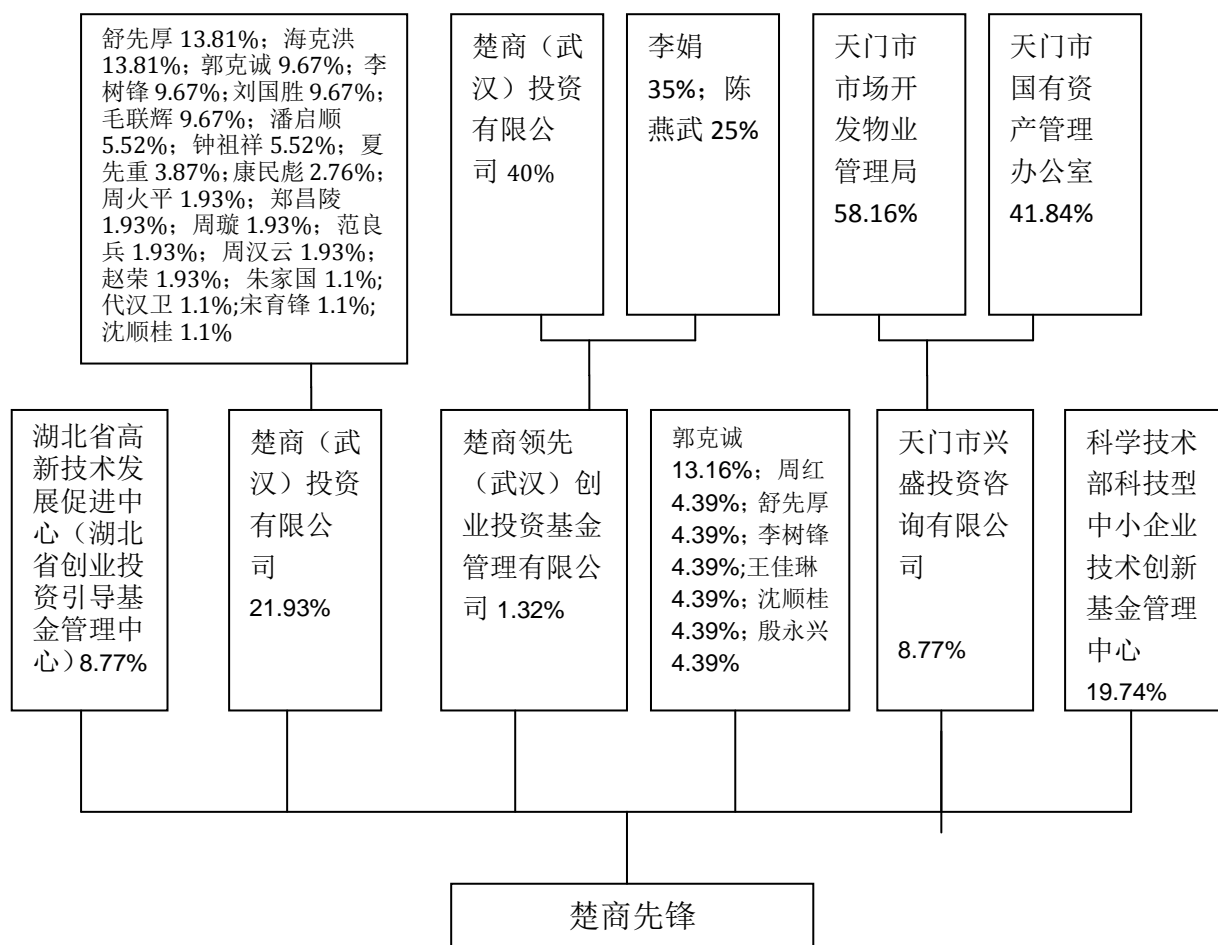 舒先厚 13.81%；海克洪
13.81%；郭克诚 9.67%；李
树锋 9.67%；刘国胜 9.67%；
毛联辉 9.67%；潘启顺
5.52%；钟祖祥 5.52%；夏
先重 3.87%；康民彪 2.76%；
周火平 1.93%；郑昌陵
1.93%；周璇 1.93%；范良
兵 1.93%；周汉云 1.93%；
赵荣 1.93%；朱家国 1.1%;
代汉卫 1.1%;宋育锋 1.1%;
沈顺桂 1.1%
楚商（武
汉）投资
有限公
司 40%
李娟
35%；陈
燕武 25%
天门市
市场开
发物业
管理局
58.16%
天门市
国有资
产管理
办公室
41.84%
湖北省高
新技术发
展促进中
心（湖北
省创业投
资引导基
金管理中
心）8.77%
楚商（武
汉）投资
有限公
司
21.93%
楚商领先
（武汉）创
业投资基金
管理有限公
司 1.32%
郭克诚
13.16%；周红
4.39%；舒先厚
4.39%；李树锋
4.39%;王佳琳
4.39%；沈顺桂
4.39%；殷永兴
4.39%
天门市兴
盛投资咨
询有限公
司
8.77%
科学技术
部科技型
中小企业
技术创新
基金管理
中心
19.74%
楚商先锋